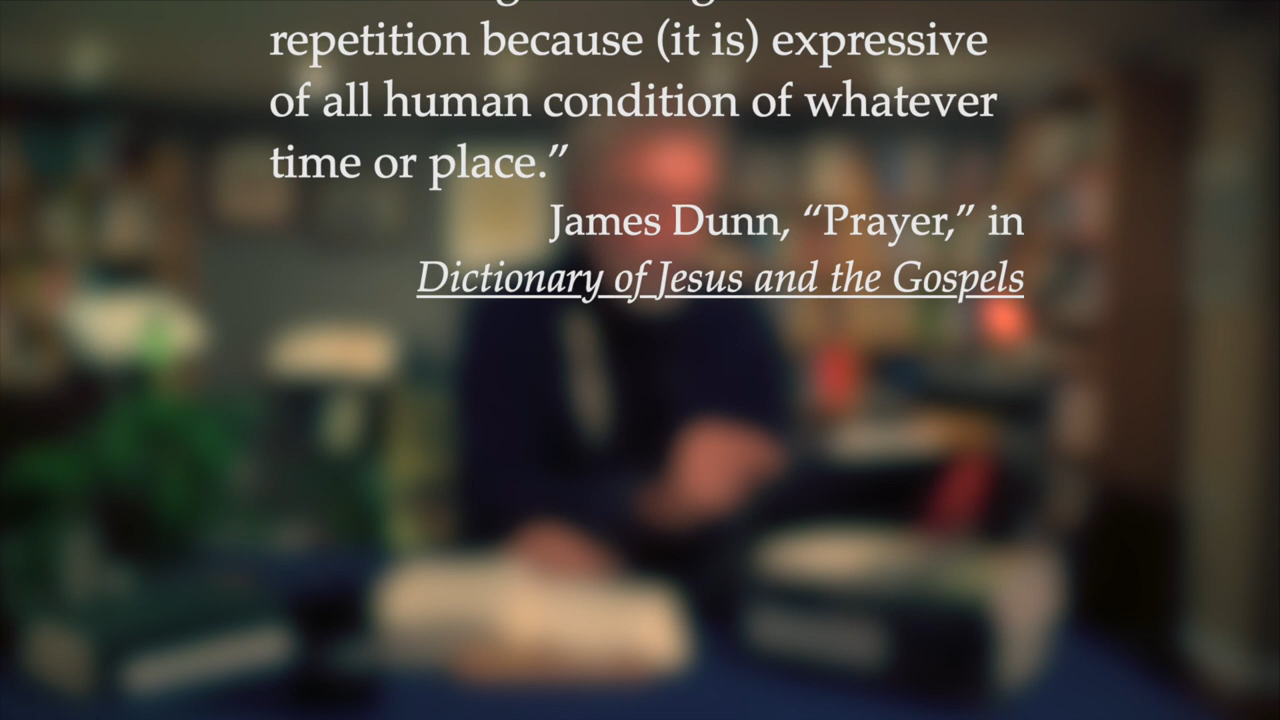 repetition because (it is) expressive
of all human condition of whatever
time or place.”
James Dunn, “Prayer,” in
Dictionary of Jesus and the Gospels